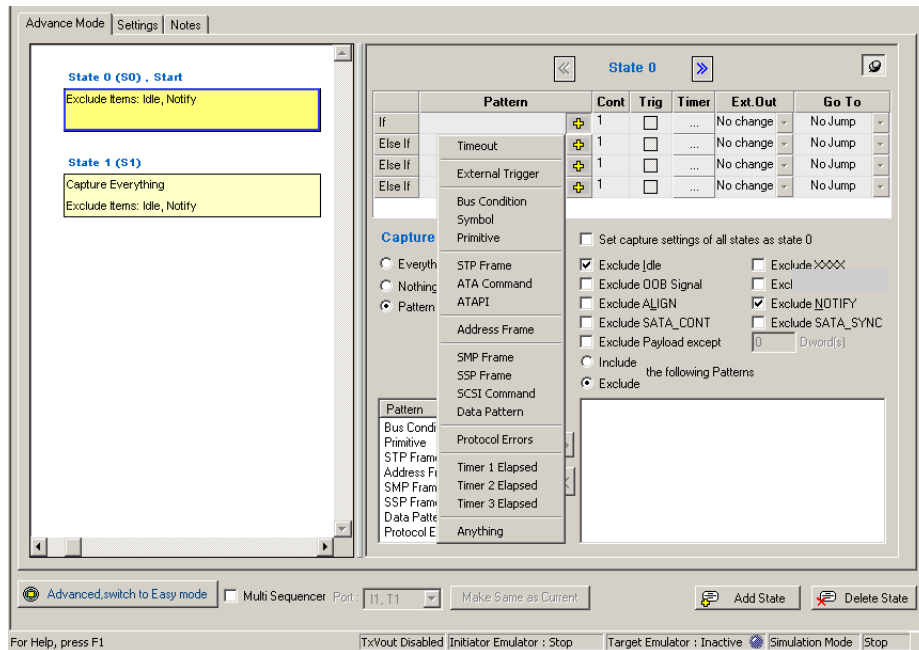 Advance Mode Settings Notes
State 0 (S0) , Start
Exclude Items: Idle, Notify
State 1 (S1)
Capture Everything
Exclude Items: Idle, Notify
State 0
Pattern Cont Trig Timer Ext.Out Go To
If 1 ... No change No Jump
Else If 1 ... No change No Jump
Else If 1 ... No change No Jump
Else If 1 ... No change No Jump
Timeout
External Trigger
Bus Condition
Symbol
Primitive
STP Frame
ATA Command
ATAPI
Address Frame
SMP Frame
SSP Frame
SCSI Command
Data Pattern
Protocol Errors
Timer 1 Elapsed
Timer 2 Elapsed
Timer 3 Elapsed
Anything
Captu
Everyth
Nothing
Pattern
Set capture settings of all states as state 0
Exclude Idle Exclude XXXX
Exclude OOB Signal Excl
Exclude ALIGN Exclude NOTIFY
Exclude SATA_CONT Exclude SATA_SYNC
Exclude Payload except 0 Dword(s)
Include
the following Patterns
Exclude
Pattern
Bus Condi
Primitive
STP Fram
Address Fr
SMP Fram
SSP Fram
Data Patte
Protocol E
Advanced,switch to Easy mode Multi Sequencer Port : I1, T1 Make Same as Current Add State Delete State
For Help, press F1 TxVout Disabled Initiator Emulator : Stop Target Emulator : Inactive Simulation Mode Stop